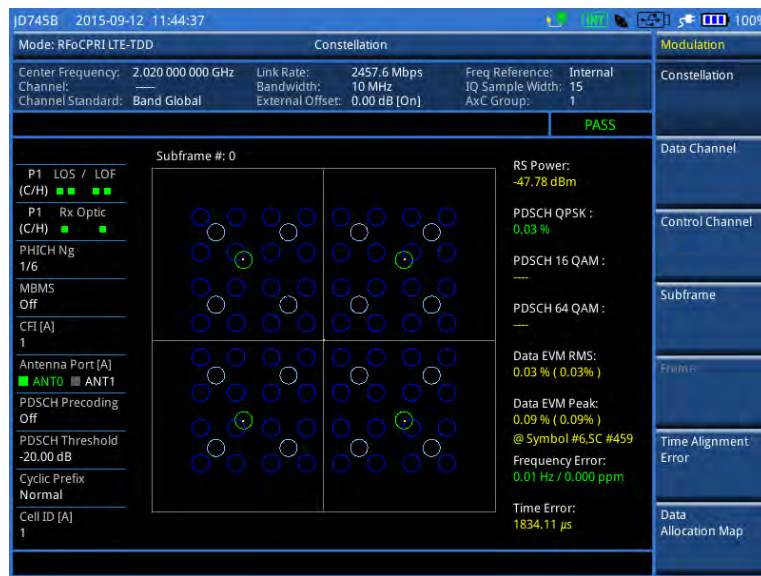 JD745B 2015-09-12 11:44:37 INT 100%
Mode: RFoCPRI LTE-TDD Constellation Modulation
Center Frequency: 2.020 000 000 GHz Link Rate: 2457.6 Mbps Freq Reference: Internal
Channel: ---- Bandwidth: 10 MHz IQ Sample Width: 15
Channel Standard: Band Global External Offset: 0.00 dB [On] AxC Group: 1
PASS
P1 LOS / LOF
(C/H)
P1 Rx Optic
(C/H)
PHICH Ng
1/6
MBMS
Off
CFI [A]
1
Antenna Port [A]
ANT0 ANT1
PDSCH Precoding
Off
PDSCH Threshold
-20.00 dB
Cyclic Prefix
Normal
Cell ID [A]
1
Subframe #: 0
RS Power:
-47.78 dBm
PDSCH QPSK :
0.03 %
PDSCH 16 QAM :
----
PDSCH 64 QAM :
----
Data EVM RMS:
0.03 % ( 0.03% )
Data EVM Peak:
0.09 % ( 0.09% )
@ Symbol #6,SC #459
Frequency Error:
0.01 Hz / 0.000 ppm
Time Error:
1834.11 µs
Constellation
Data Channel
Control Channel
Subframe
Frame
Time Alignment
Error
Data
Allocation Map